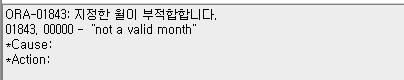 ORA-01843: 지정한 월이 부적합합니다.
01843, 00000 -  "not a valid month"
*Cause:
*Action: